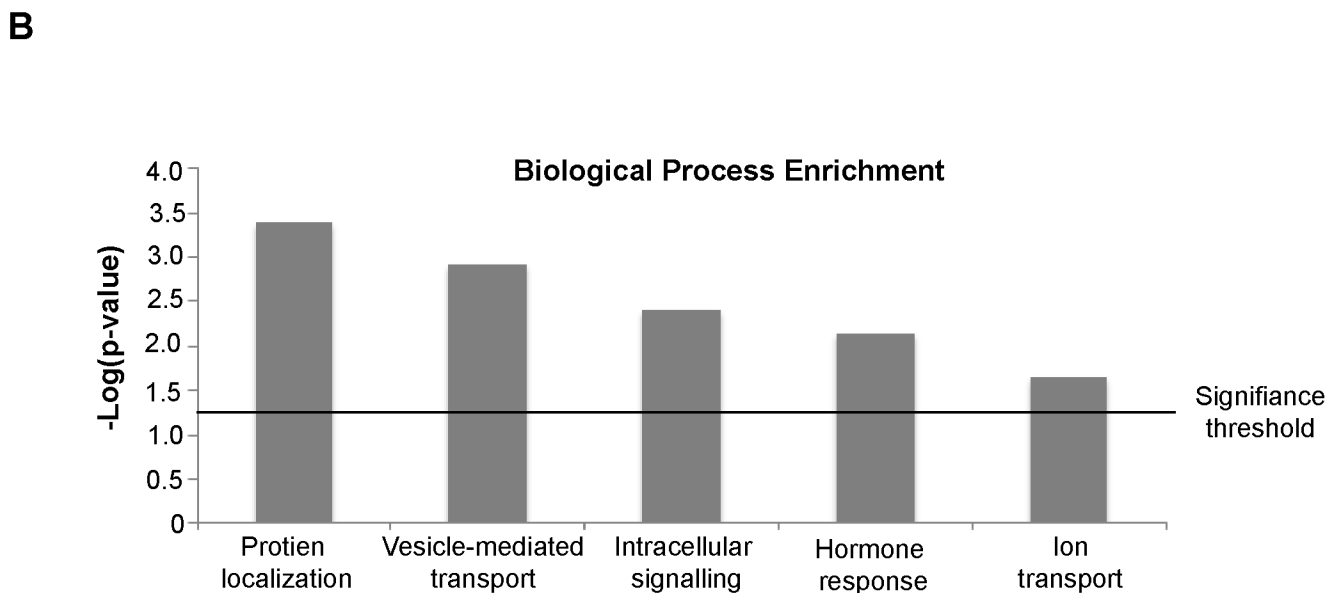 B
Biological Process Enrichment
-Log(p-value)
4.0
3.5
3.0
2.5
2.0
1.5
1.0
0.5
0
Signifiance
threshold
Protien
localization
Vesicle-mediated
transport
Intracellular
signalling
Hormone
response
Ion
transport